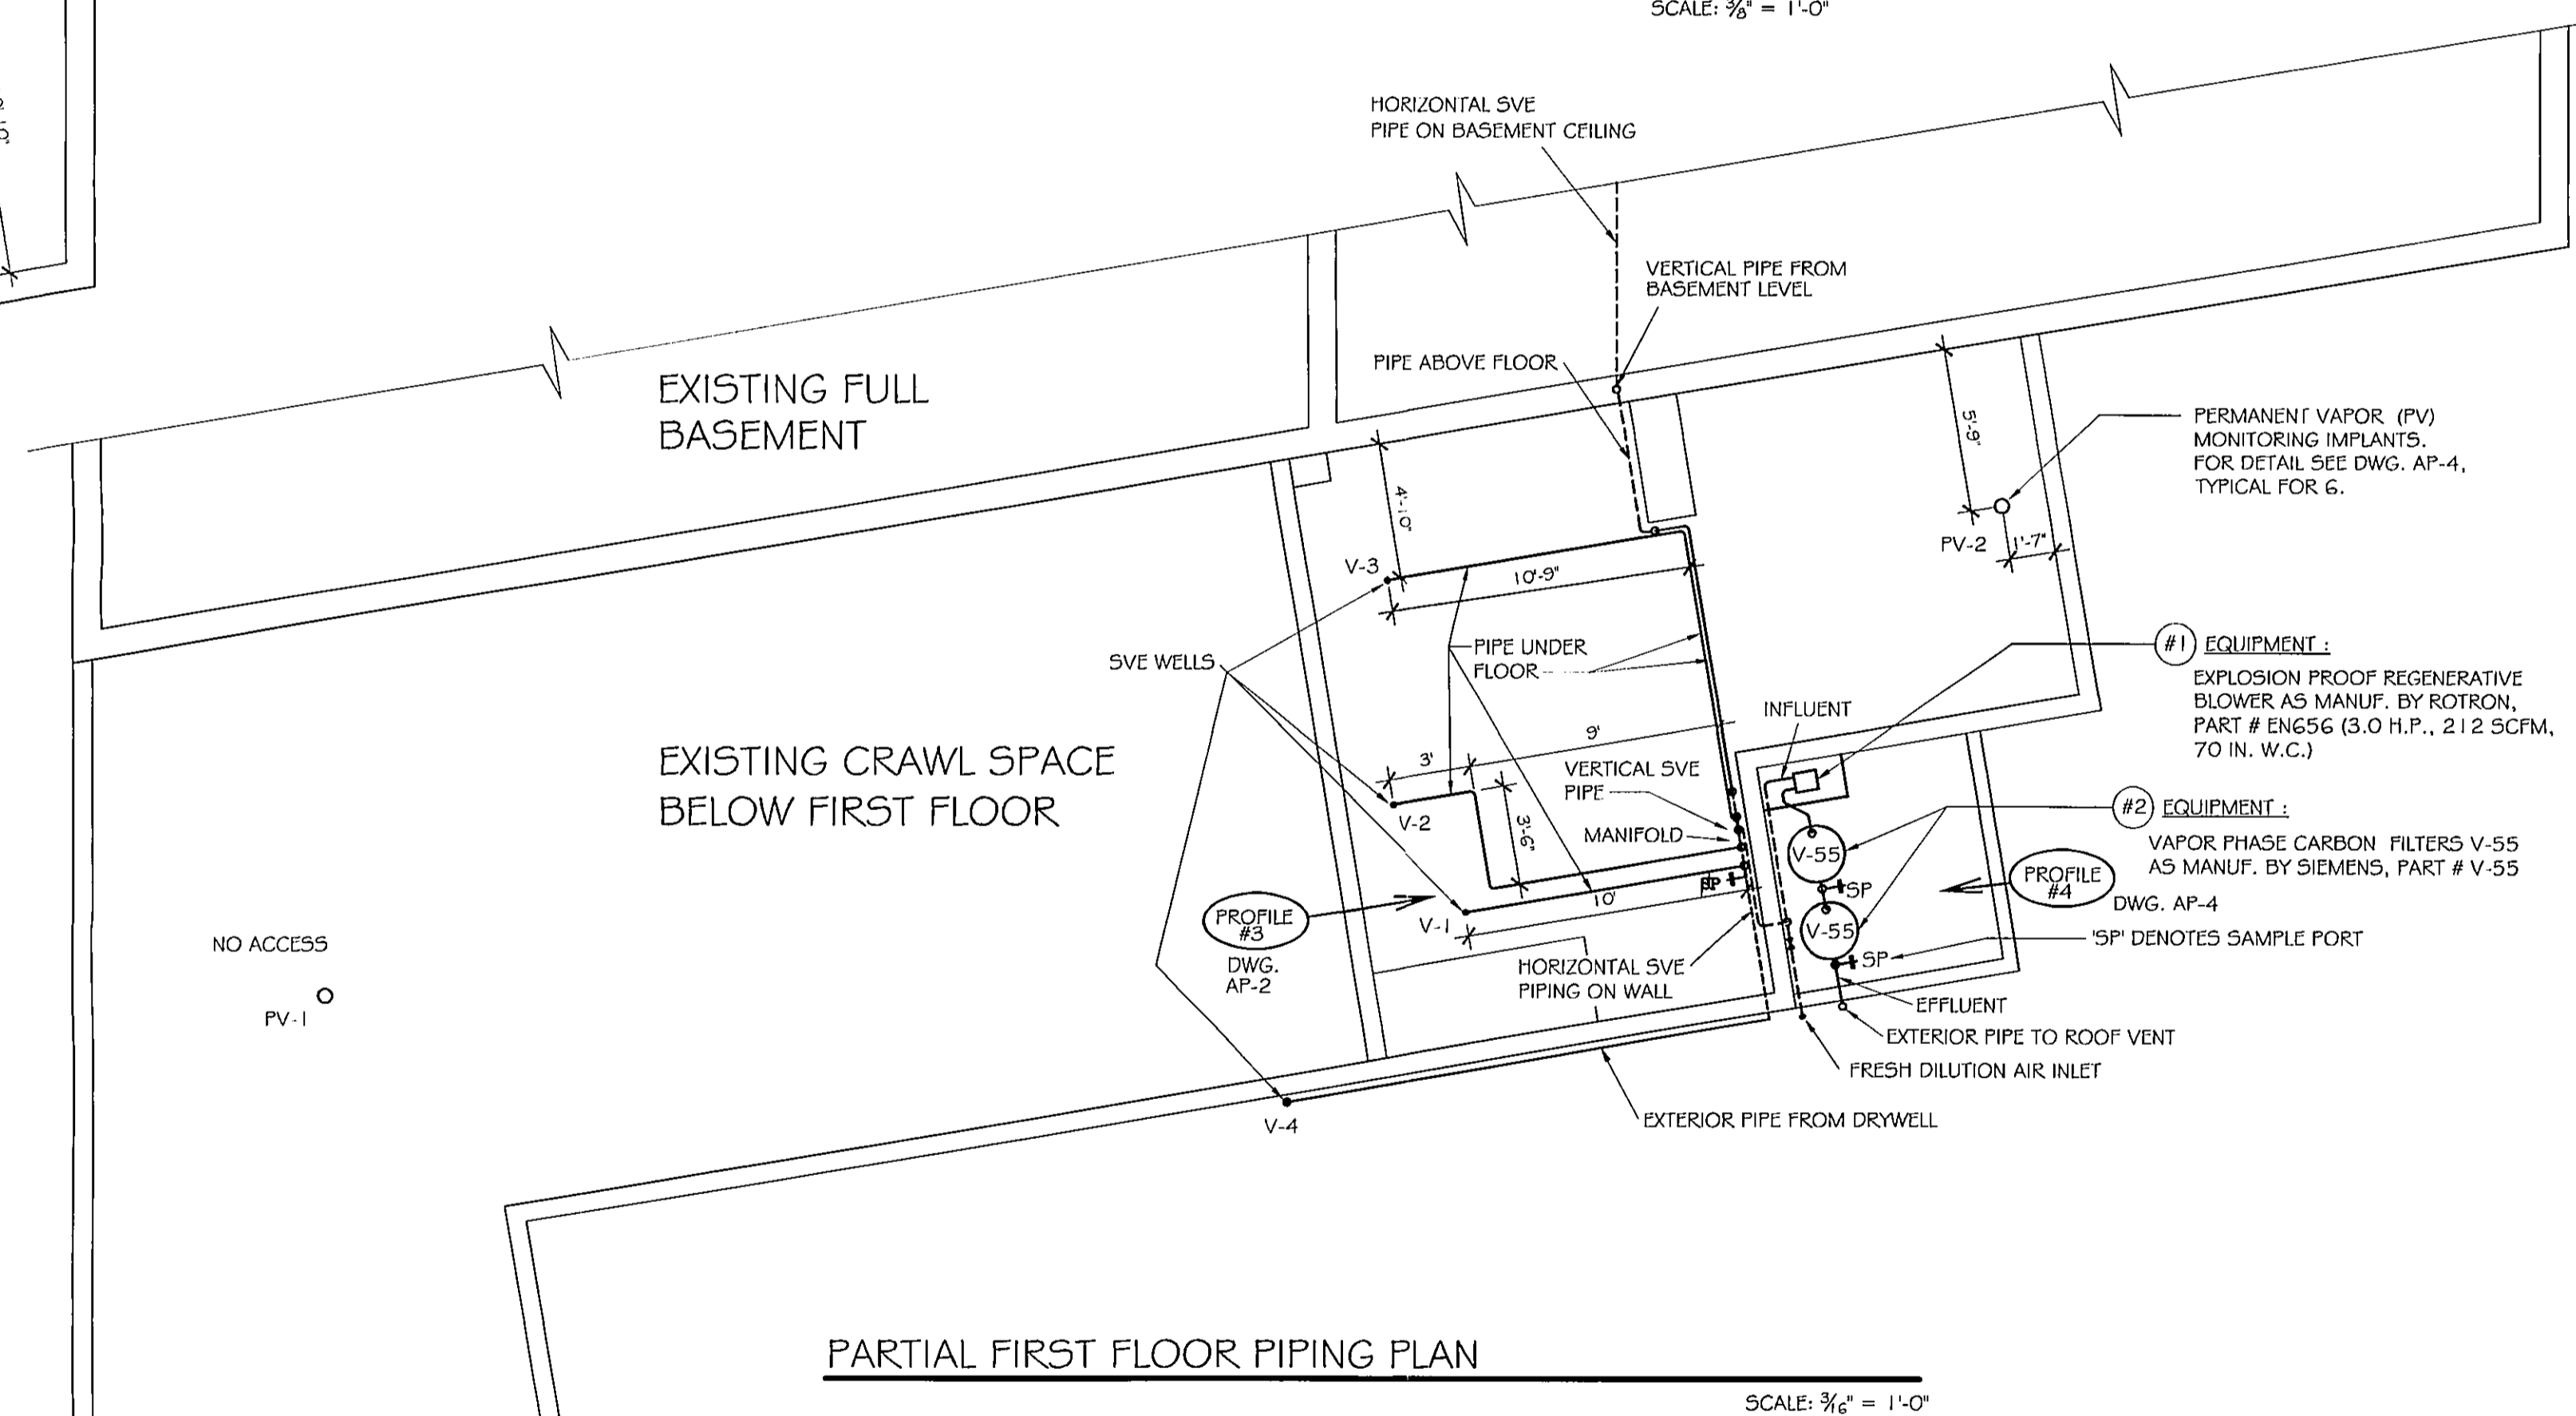 SCALE: 3/8" = 1'-0"
HORIZONTAL SVE
PIPE ON BASEMENT CEILING
VERTICAL PIPE FROM
BASEMENT LEVEL
PIPE ABOVE FLOOR
EXISTING FULL
BASEMENT
5'-9"
PERMANENT VAPOR (PV)
MONITORING IMPLANTS.
FOR DETAIL SEE DWG. AP-4,
TYPICAL FOR 6.
4'-10"
PV-2
1'-7"
V-3
10'-9"
SVE WELLS
PIPE UNDER
FLOOR
#1 EQUIPMENT :
EXPLOSION PROOF REGENERATIVE
BLOWER AS MANUF. BY ROTRON,
PART # EN656 (3.0 H.P., 212 SCFM,
70 IN. W.C.)
INFLUENT
9'
3'
EXISTING CRAWL SPACE
BELOW FIRST FLOOR
VERTICAL SVE
PIPE
V-2
3'-6"
MANIFOLD
#2 EQUIPMENT :
VAPOR PHASE CARBON FILTERS V-55
AS MANUF. BY SIEMENS, PART # V-55
V-55
SP
SP
PROFILE
#4
DWG. AP-4
10'
PROFILE
#3
DWG.
AP-2
V-1
V-55
'SP' DENOTES SAMPLE PORT
SP
NO ACCESS
PV-1
HORIZONTAL SVE
PIPING ON WALL
EFFLUENT
EXTERIOR PIPE TO ROOF VENT
FRESH DILUTION AIR INLET
EXTERIOR PIPE FROM DRYWELL
V-4
PARTIAL FIRST FLOOR PIPING PLAN
SCALE: 3/16" = 1'-0"